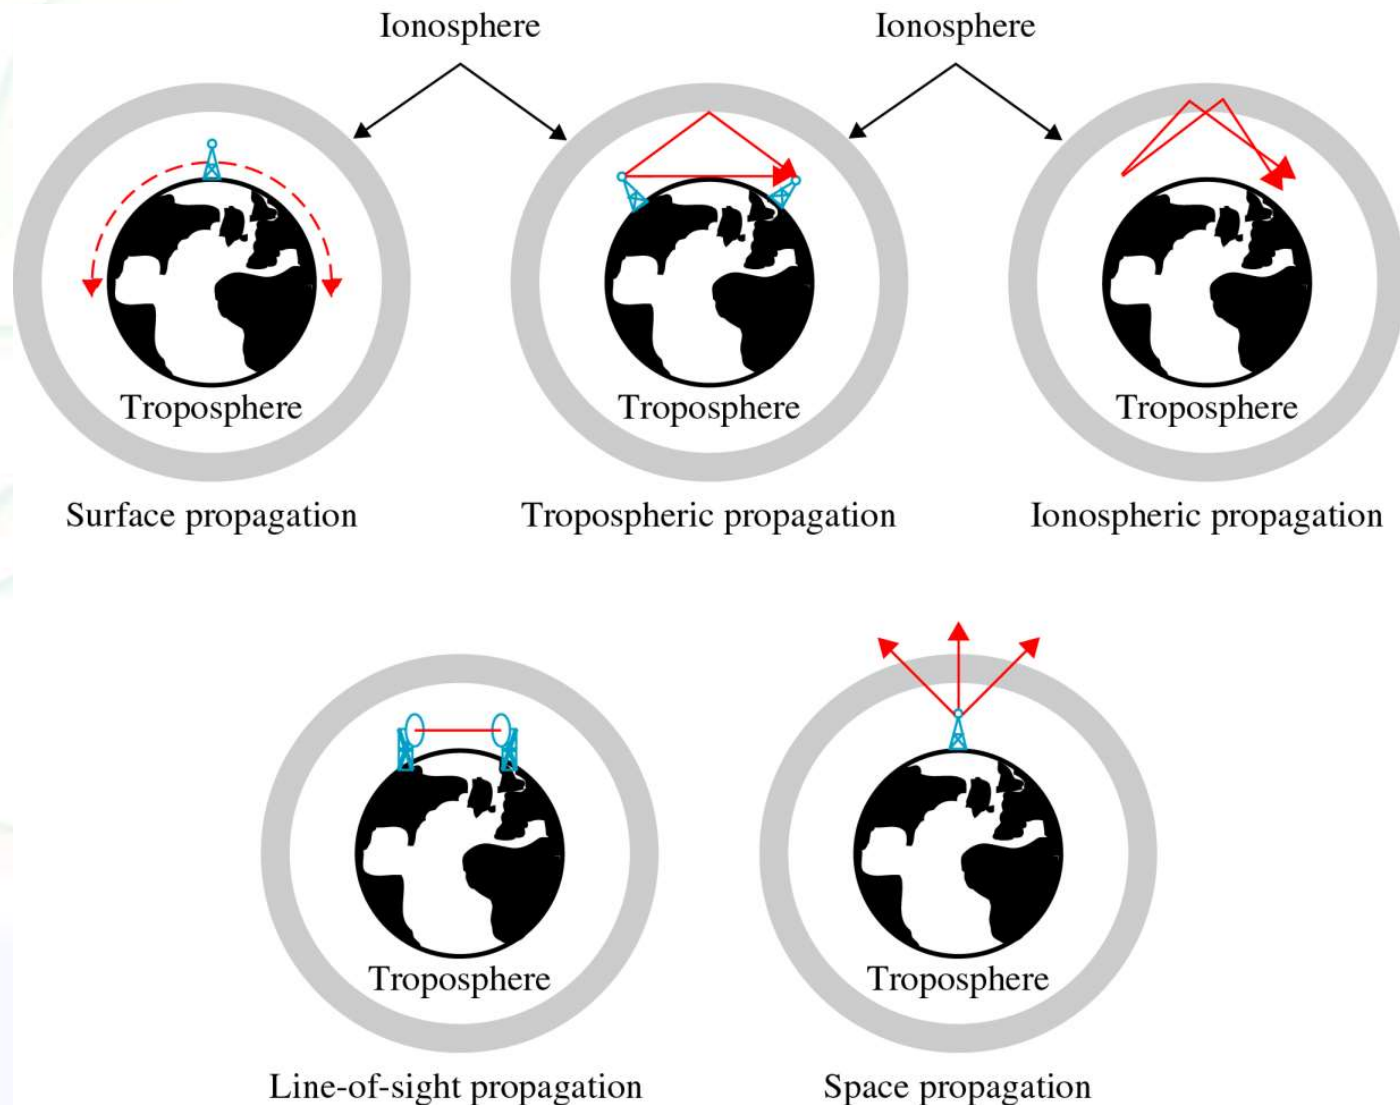 Ionosphere
Ionosphere
Troposphere
Troposphere
Troposphere
Surface propagation
Tropospheric propagation
Ionospheric propagation
Troposphere
Troposphere
Line-of-sight propagation
Space propagation